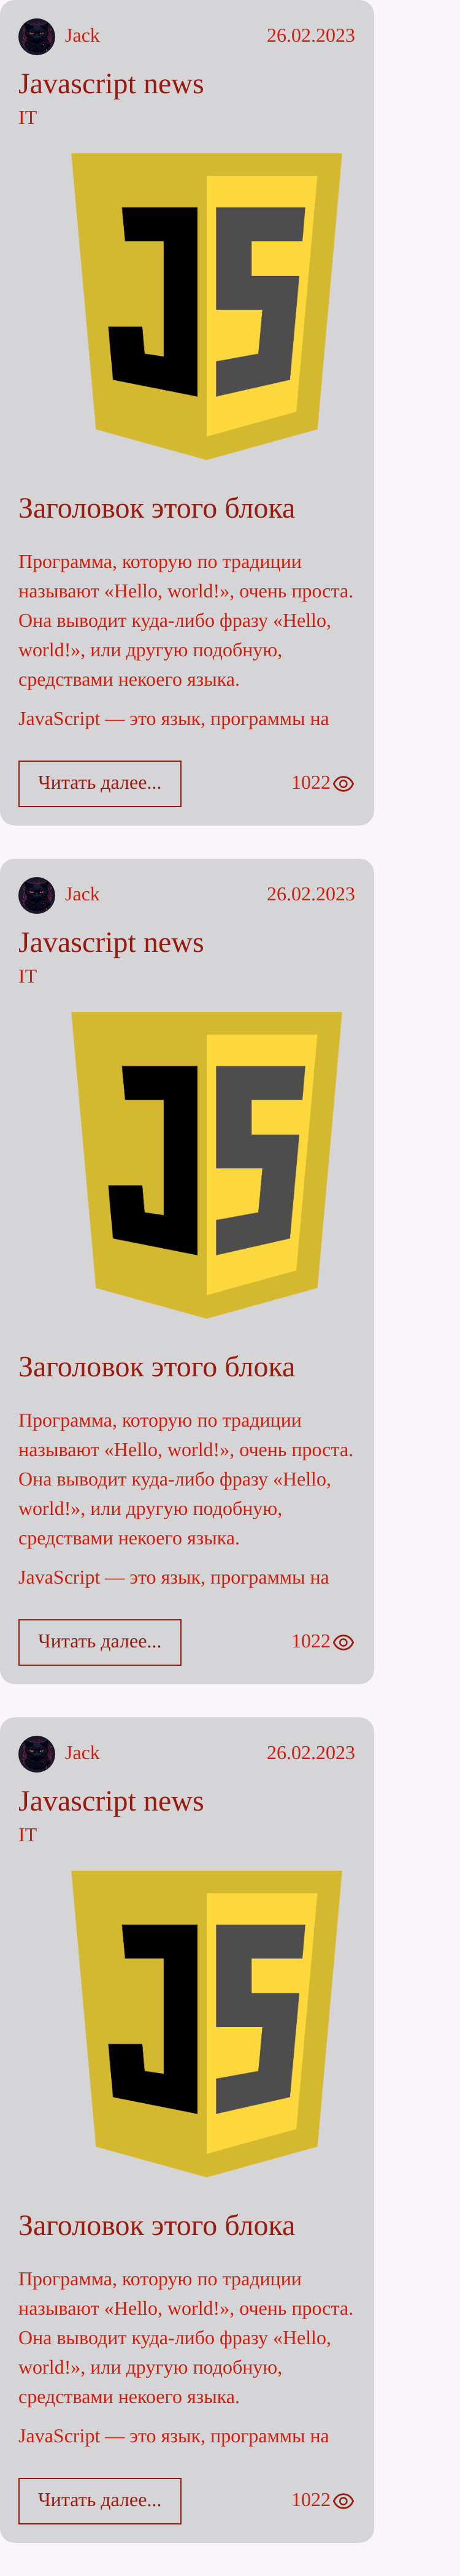 Jack 26.02.2023
Javascript news
IT
JS
Заголовок этого блока
Программа, которую по традиции
называют «Hello, world!», очень проста.
Она выводит куда-либо фразу «Hello,
world!», или другую подобную,
средствами некоего языка.
JavaScript — это язык, программы на
Читать далее... 1022
Jack 26.02.2023
Javascript news
IT
JS
Заголовок этого блока
Программа, которую по традиции
называют «Hello, world!», очень проста.
Она выводит куда-либо фразу «Hello,
world!», или другую подобную,
средствами некоего языка.
JavaScript — это язык, программы на
Читать далее... 1022
Jack 26.02.2023
Javascript news
IT
JS
Заголовок этого блока
Программа, которую по традиции
называют «Hello, world!», очень проста.
Она выводит куда-либо фразу «Hello,
world!», или другую подобную,
средствами некоего языка.
JavaScript — это язык, программы на
Читать далее... 1022